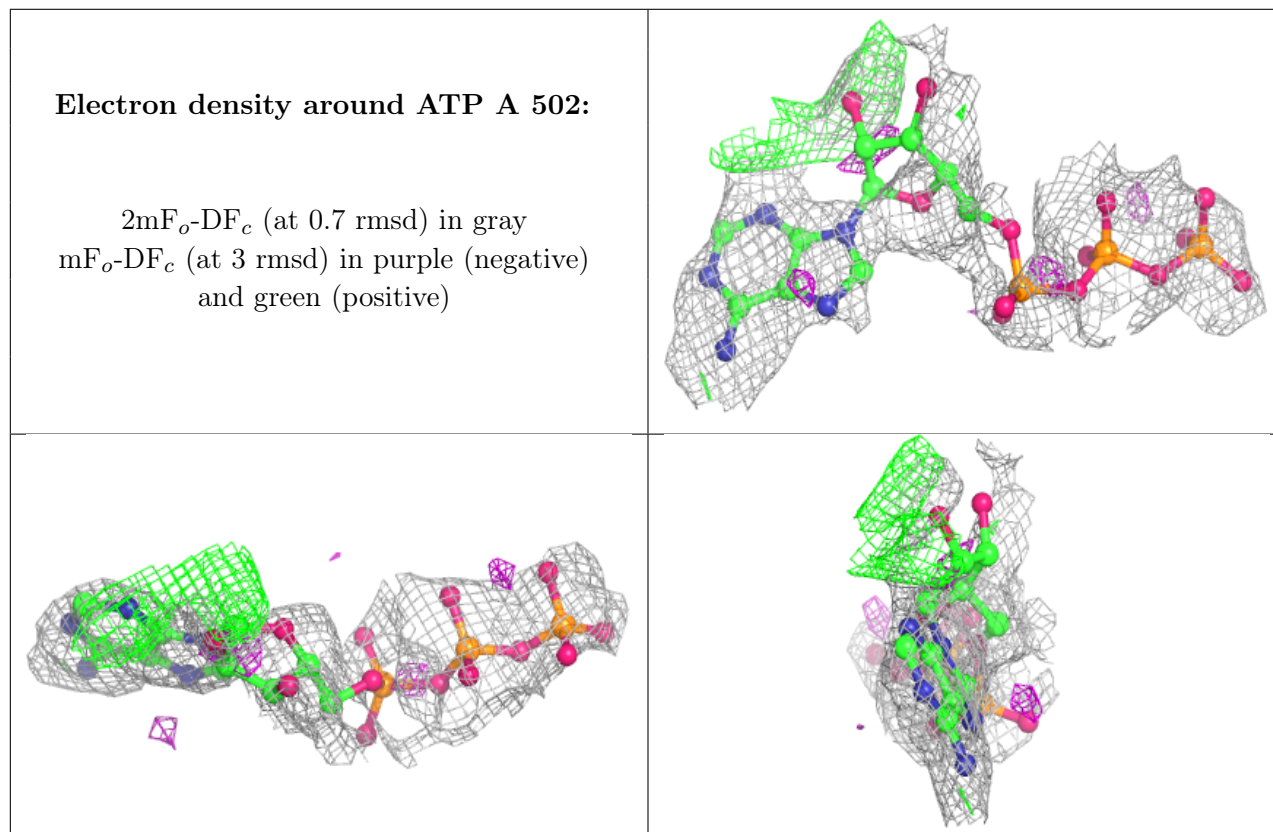 Electron density around ATP A 502:
2mFo-DFc (at 0.7 rmsd) in gray
mFo-DFc (at 3 rmsd) in purple (negative)
and green (positive)